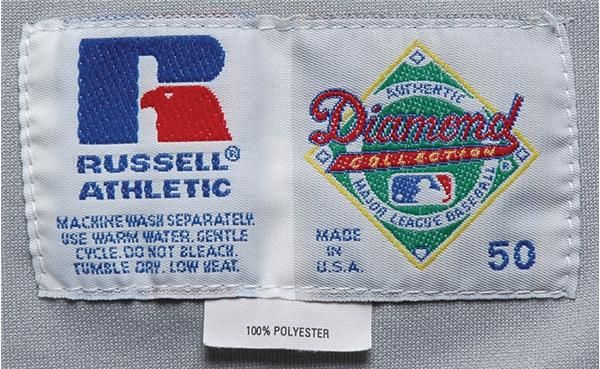 RUSSELL®
ATHLETIC
MACHINE WASH SEPARATELY.
USE WARM WATER. GENTLE
CYCLE. DO NOT BLEACH.
TUMBLE DRY. LOW HEAT.
AUTHENTIC
Diamond
COLLECTION
MAJOR LEAGUE BASEBALL
MADE
IN
U.S.A.
50
100% POLYESTER